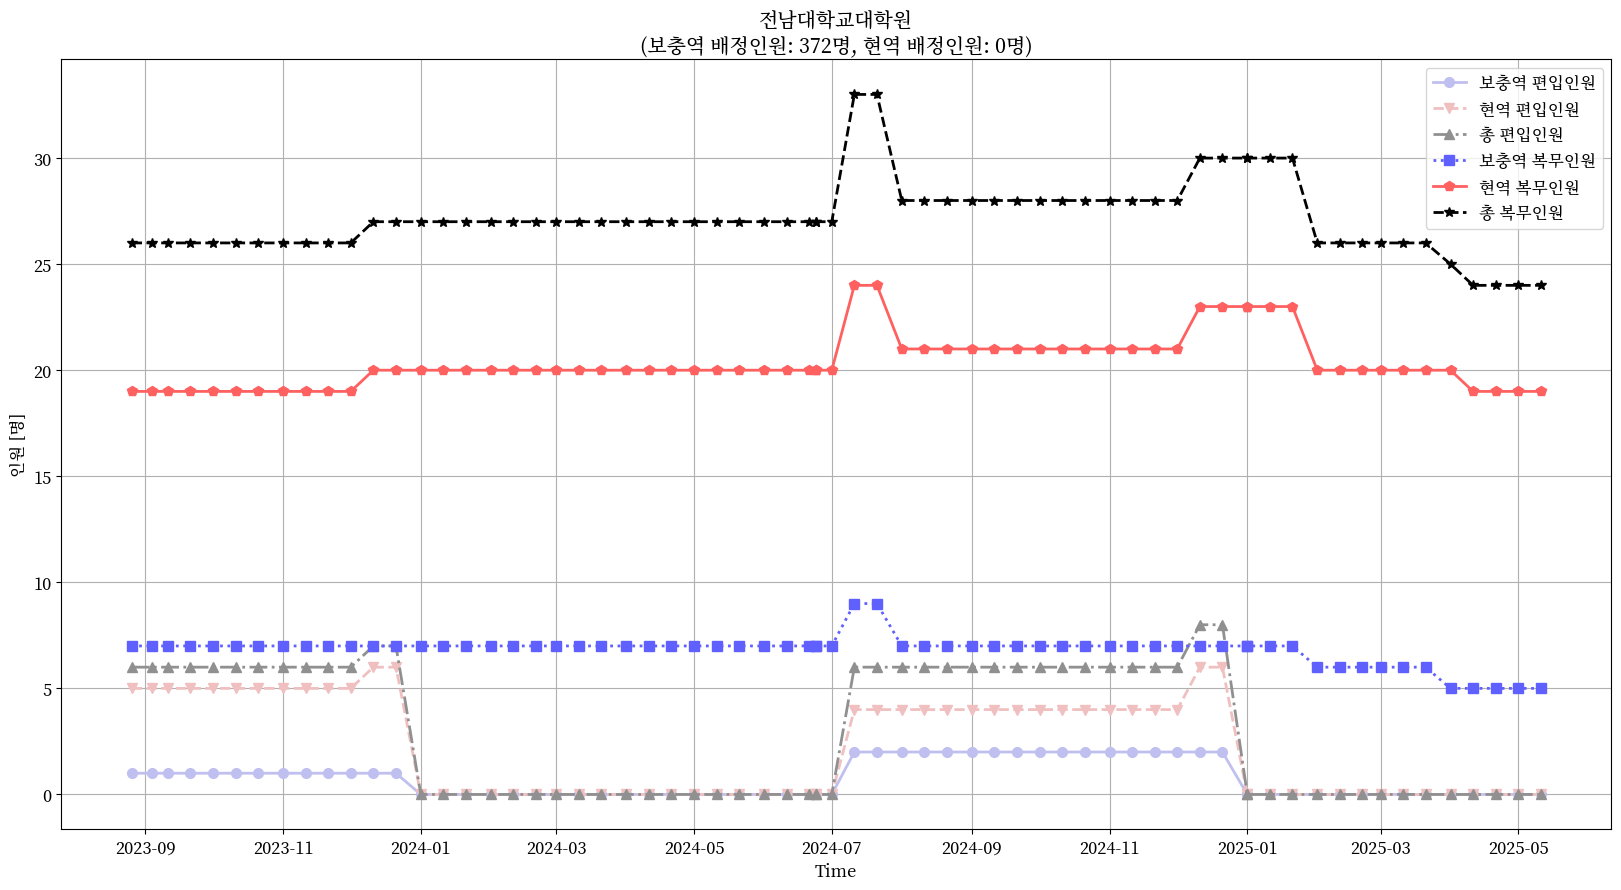 전남대학교대학원
(보충역 배정인원: 372명, 현역 배정인원: 0명)
보충역 편입인원
현역 편입인원
총 편입인원
보충역 복무인원
현역 복무인원
총 복무인원
인원 [명]
30
25
20
15
10
5
0
2023-09 2023-11 2024-01 2024-03 2024-05 2024-07 2024-09 2024-11 2025-01 2025-03 2025-05
Time